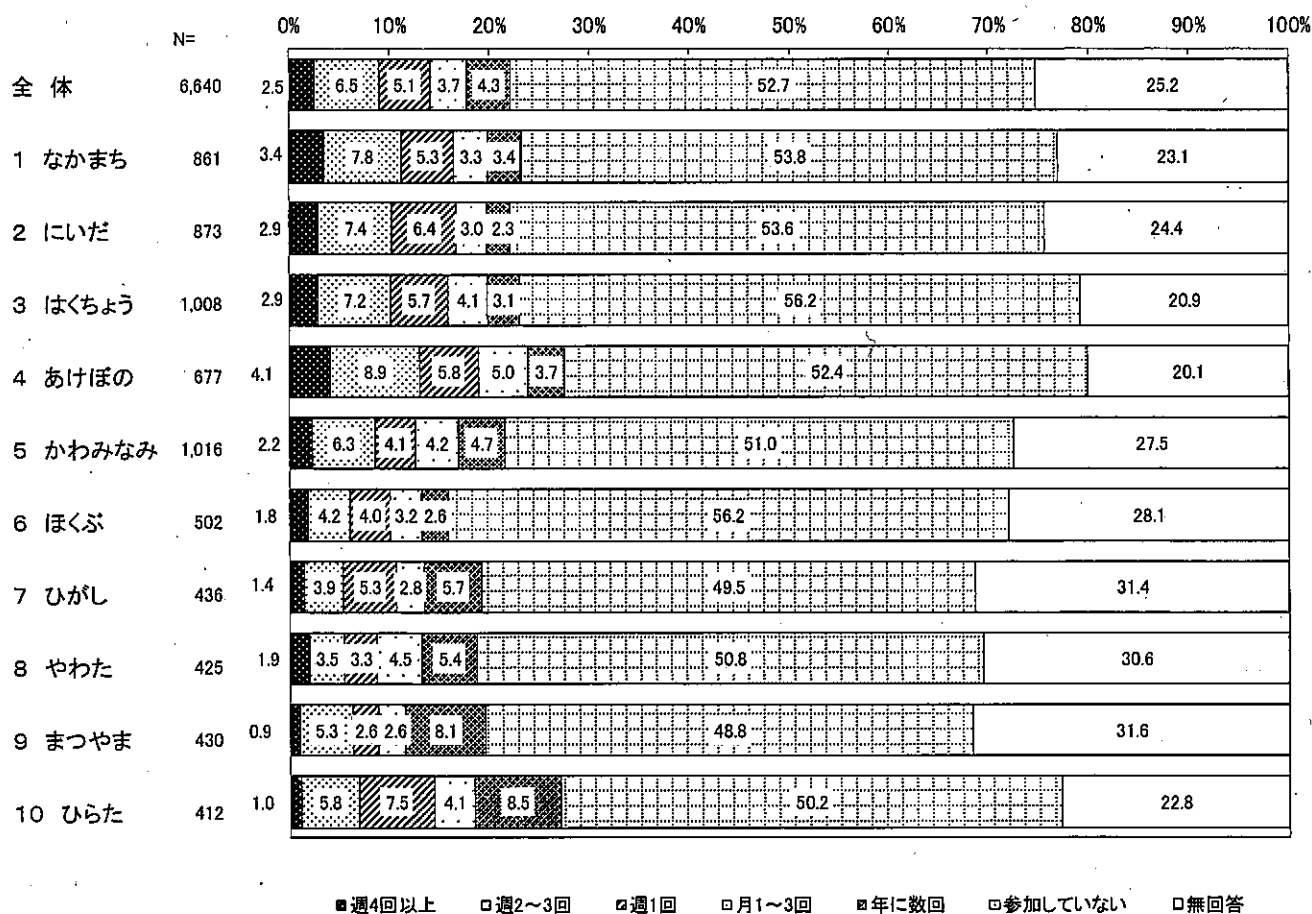 0% 10% 20% 30% 40% 50% 60% 70% 80% 90% 100%
N=
全 体 6,640 2.5 6.5 5.1 3.7 4.3 52.7 25.2
1 なかまち 861 3.4 7.8 5.3 3.3 3.4 53.8 23.1
2 にいだ 873 2.9 7.4 6.4 3.0 2.3 53.6 24.4
3 はくちょう 1,008 2.9 7.2 5.7 4.1 3.1 56.2 20.9
4 あけぼの 677 4.1 8.9 5.8 5.0 3.7 52.4 20.1
5 かわみなみ 1,016 2.2 6.3 4.1 4.2 4.7 51.0 27.5
6 ほくぶ 502 1.8 4.2 4.0 3.2 2.6 56.2 28.1
7 ひがし 436 1.4 3.9 5.3 2.8 5.7 49.5 31.4
8 やわた 425 1.9 3.5 3.3 4.5 5.4 50.8 30.6
9 まつやま 430 0.9 5.3 2.6 2.6 8.1 48.8 31.6
10 ひらた 412 1.0 5.8 7.5 4.1 8.5 50.2 22.8
週4回以上 週2~3回 週1回 月1~3回 年に数回 参加していない 無回答